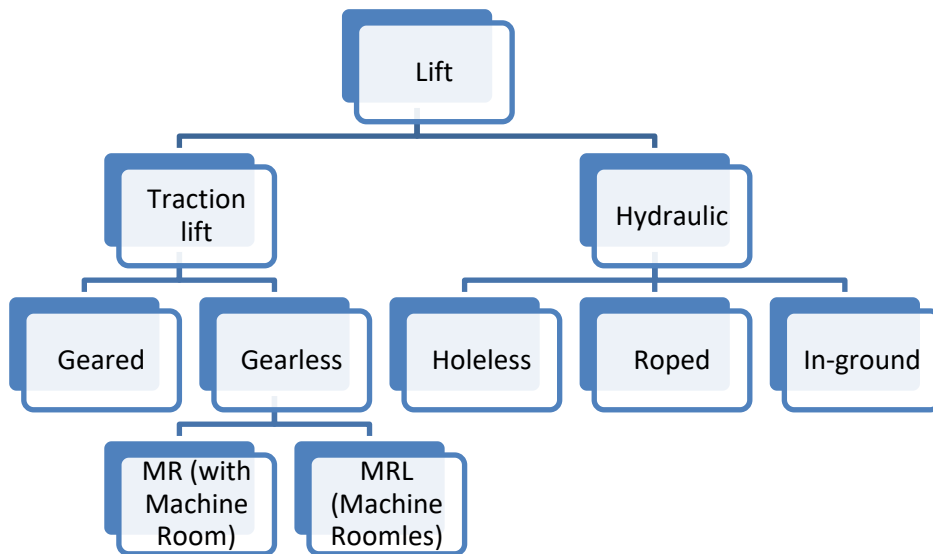 Lift
Traction
lift
Hydraulic
Geared
Gearless
Holeless
Roped
In-ground
MR (with
Machine
Room)
MRL
(Machine
Roomles)